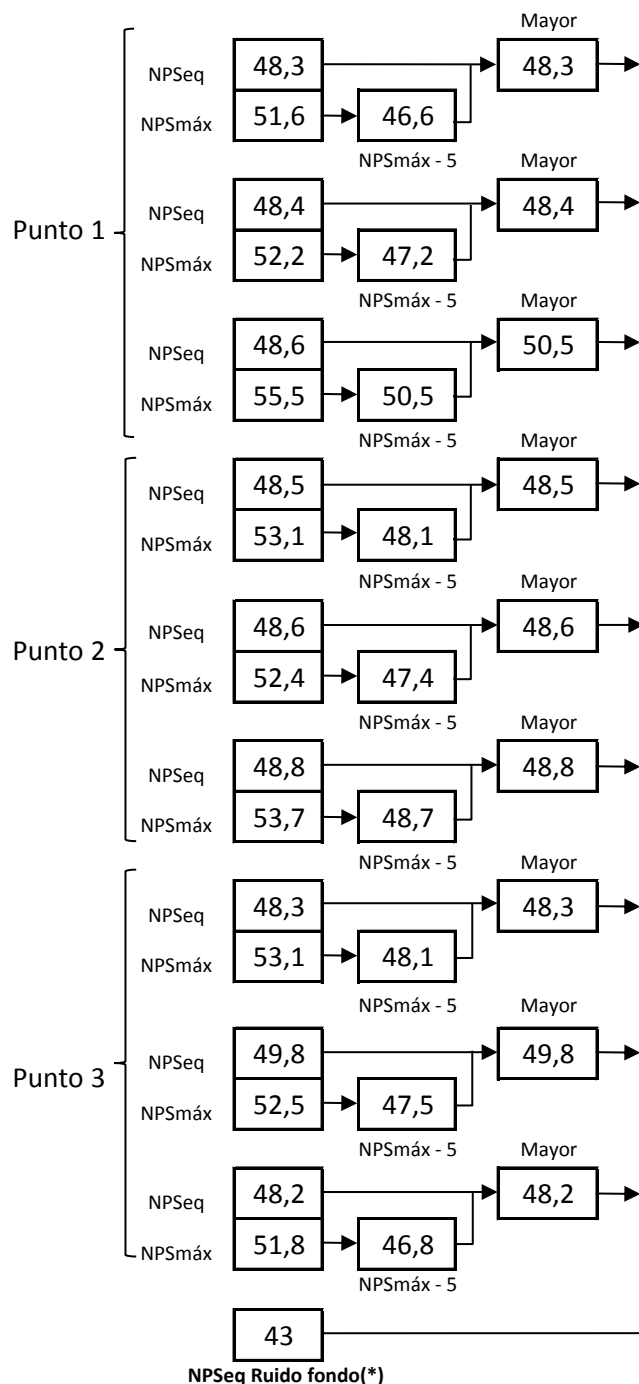 Mayor
NPSeq 48,3 48,3
NPSmáx 51,6 46,6
NPSmáx - 5
Mayor
Punto 1
NPSeq 48,4 48,4
NPSmáx 52,2 47,2
NPSmáx - 5
Mayor
NPSeq 48,6 50,5
NPSmáx 55,5 50,5
NPSmáx - 5
Mayor
NPSeq 48,5 48,5
NPSmáx 53,1 48,1
NPSmáx - 5
Mayor
Punto 2
NPSeq 48,6 48,6
NPSmáx 52,4 47,4
NPSmáx - 5
Mayor
NPSeq 48,8 48,8
NPSmáx 53,7 48,7
NPSmáx - 5
Mayor
NPSeq 48,3 48,3
NPSmáx 53,1 48,1
NPSmáx - 5
Mayor
Punto 3
NPSeq 49,8 49,8
NPSmáx 52,5 47,5
NPSmáx - 5
Mayor
NPSeq 48,2 48,2
NPSmáx 51,8 46,8
NPSmáx - 5
43
NPSeq Ruido fondo(*)